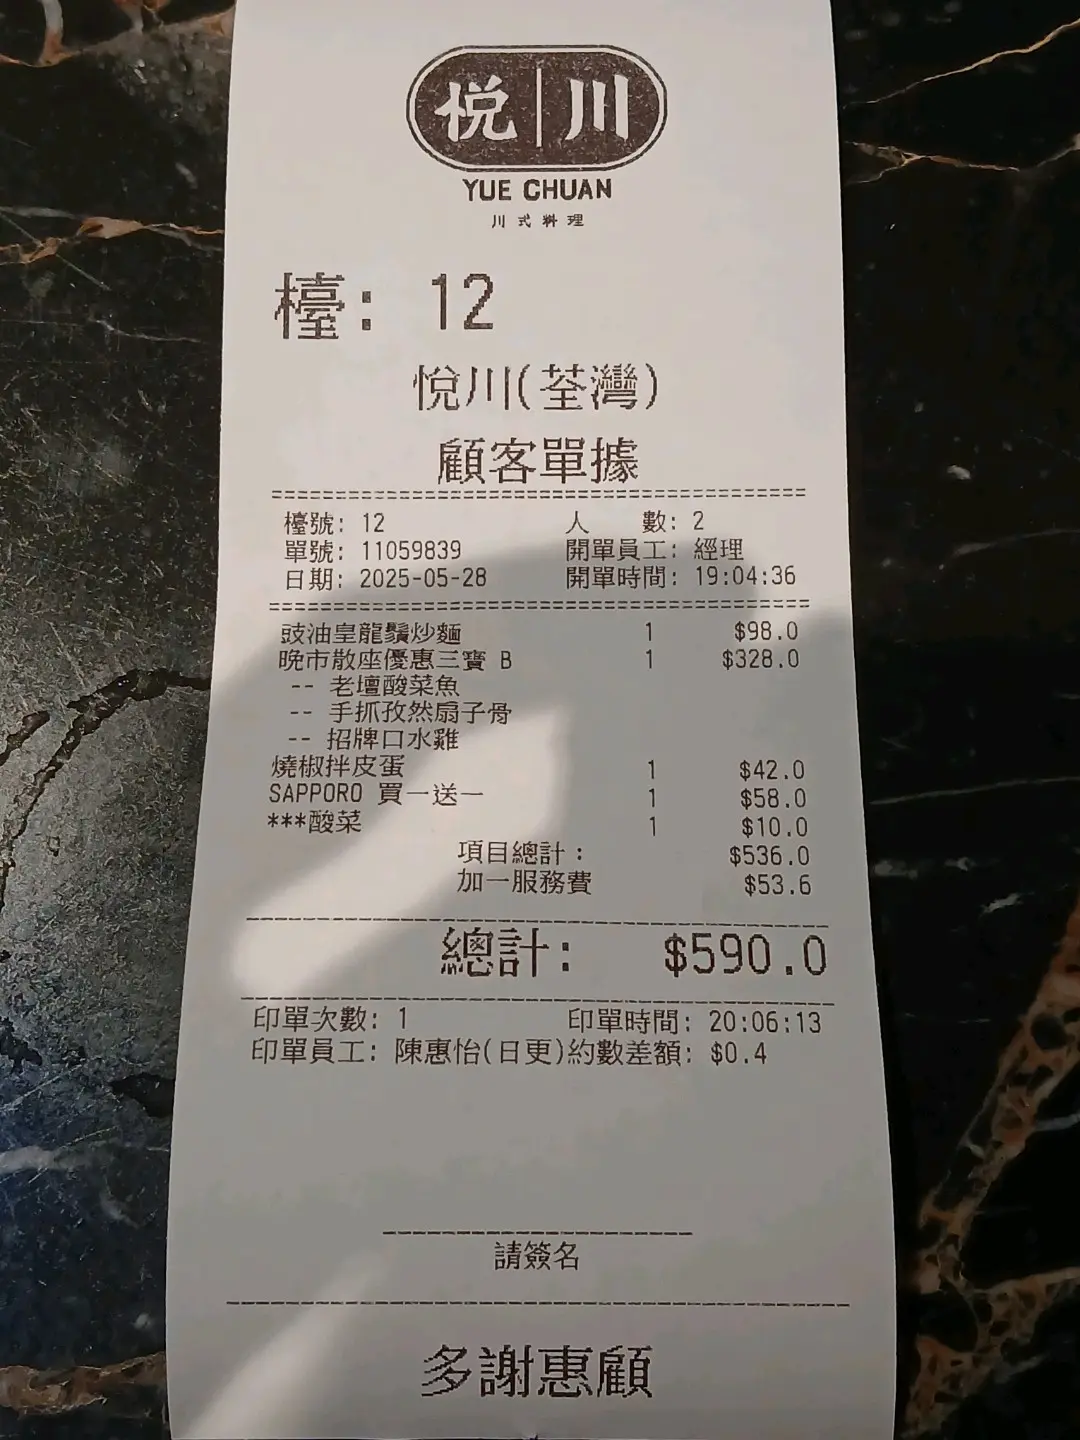 悦川
YUE CHUAN
川式料理
檯: 12
悅川(荃灣)
顧客單據
檯號: 12 人 數: 2
單號: 11059839 開單員工: 經理
日期: 2025-05-28 開單時間: 19:04:36
豉油皇龍鬚炒麵 1 $98.0
晚市散座優惠三寶 B 1 $328.0
-- 老壇酸菜魚
-- 手抓孜然扇子骨
-- 招牌口水雞
燒椒拌皮蛋 1 $42.0
SAPPORO 買一送一 1 $58.0
***酸菜 1 $10.0
項目總計: $536.0
加一服務費 $53.6
總計: $590.0
印單次數: 1 印單時間: 20:06:13
印單員工: 陳惠怡(日更)約數差額: $0.4
請簽名
多謝惠顧